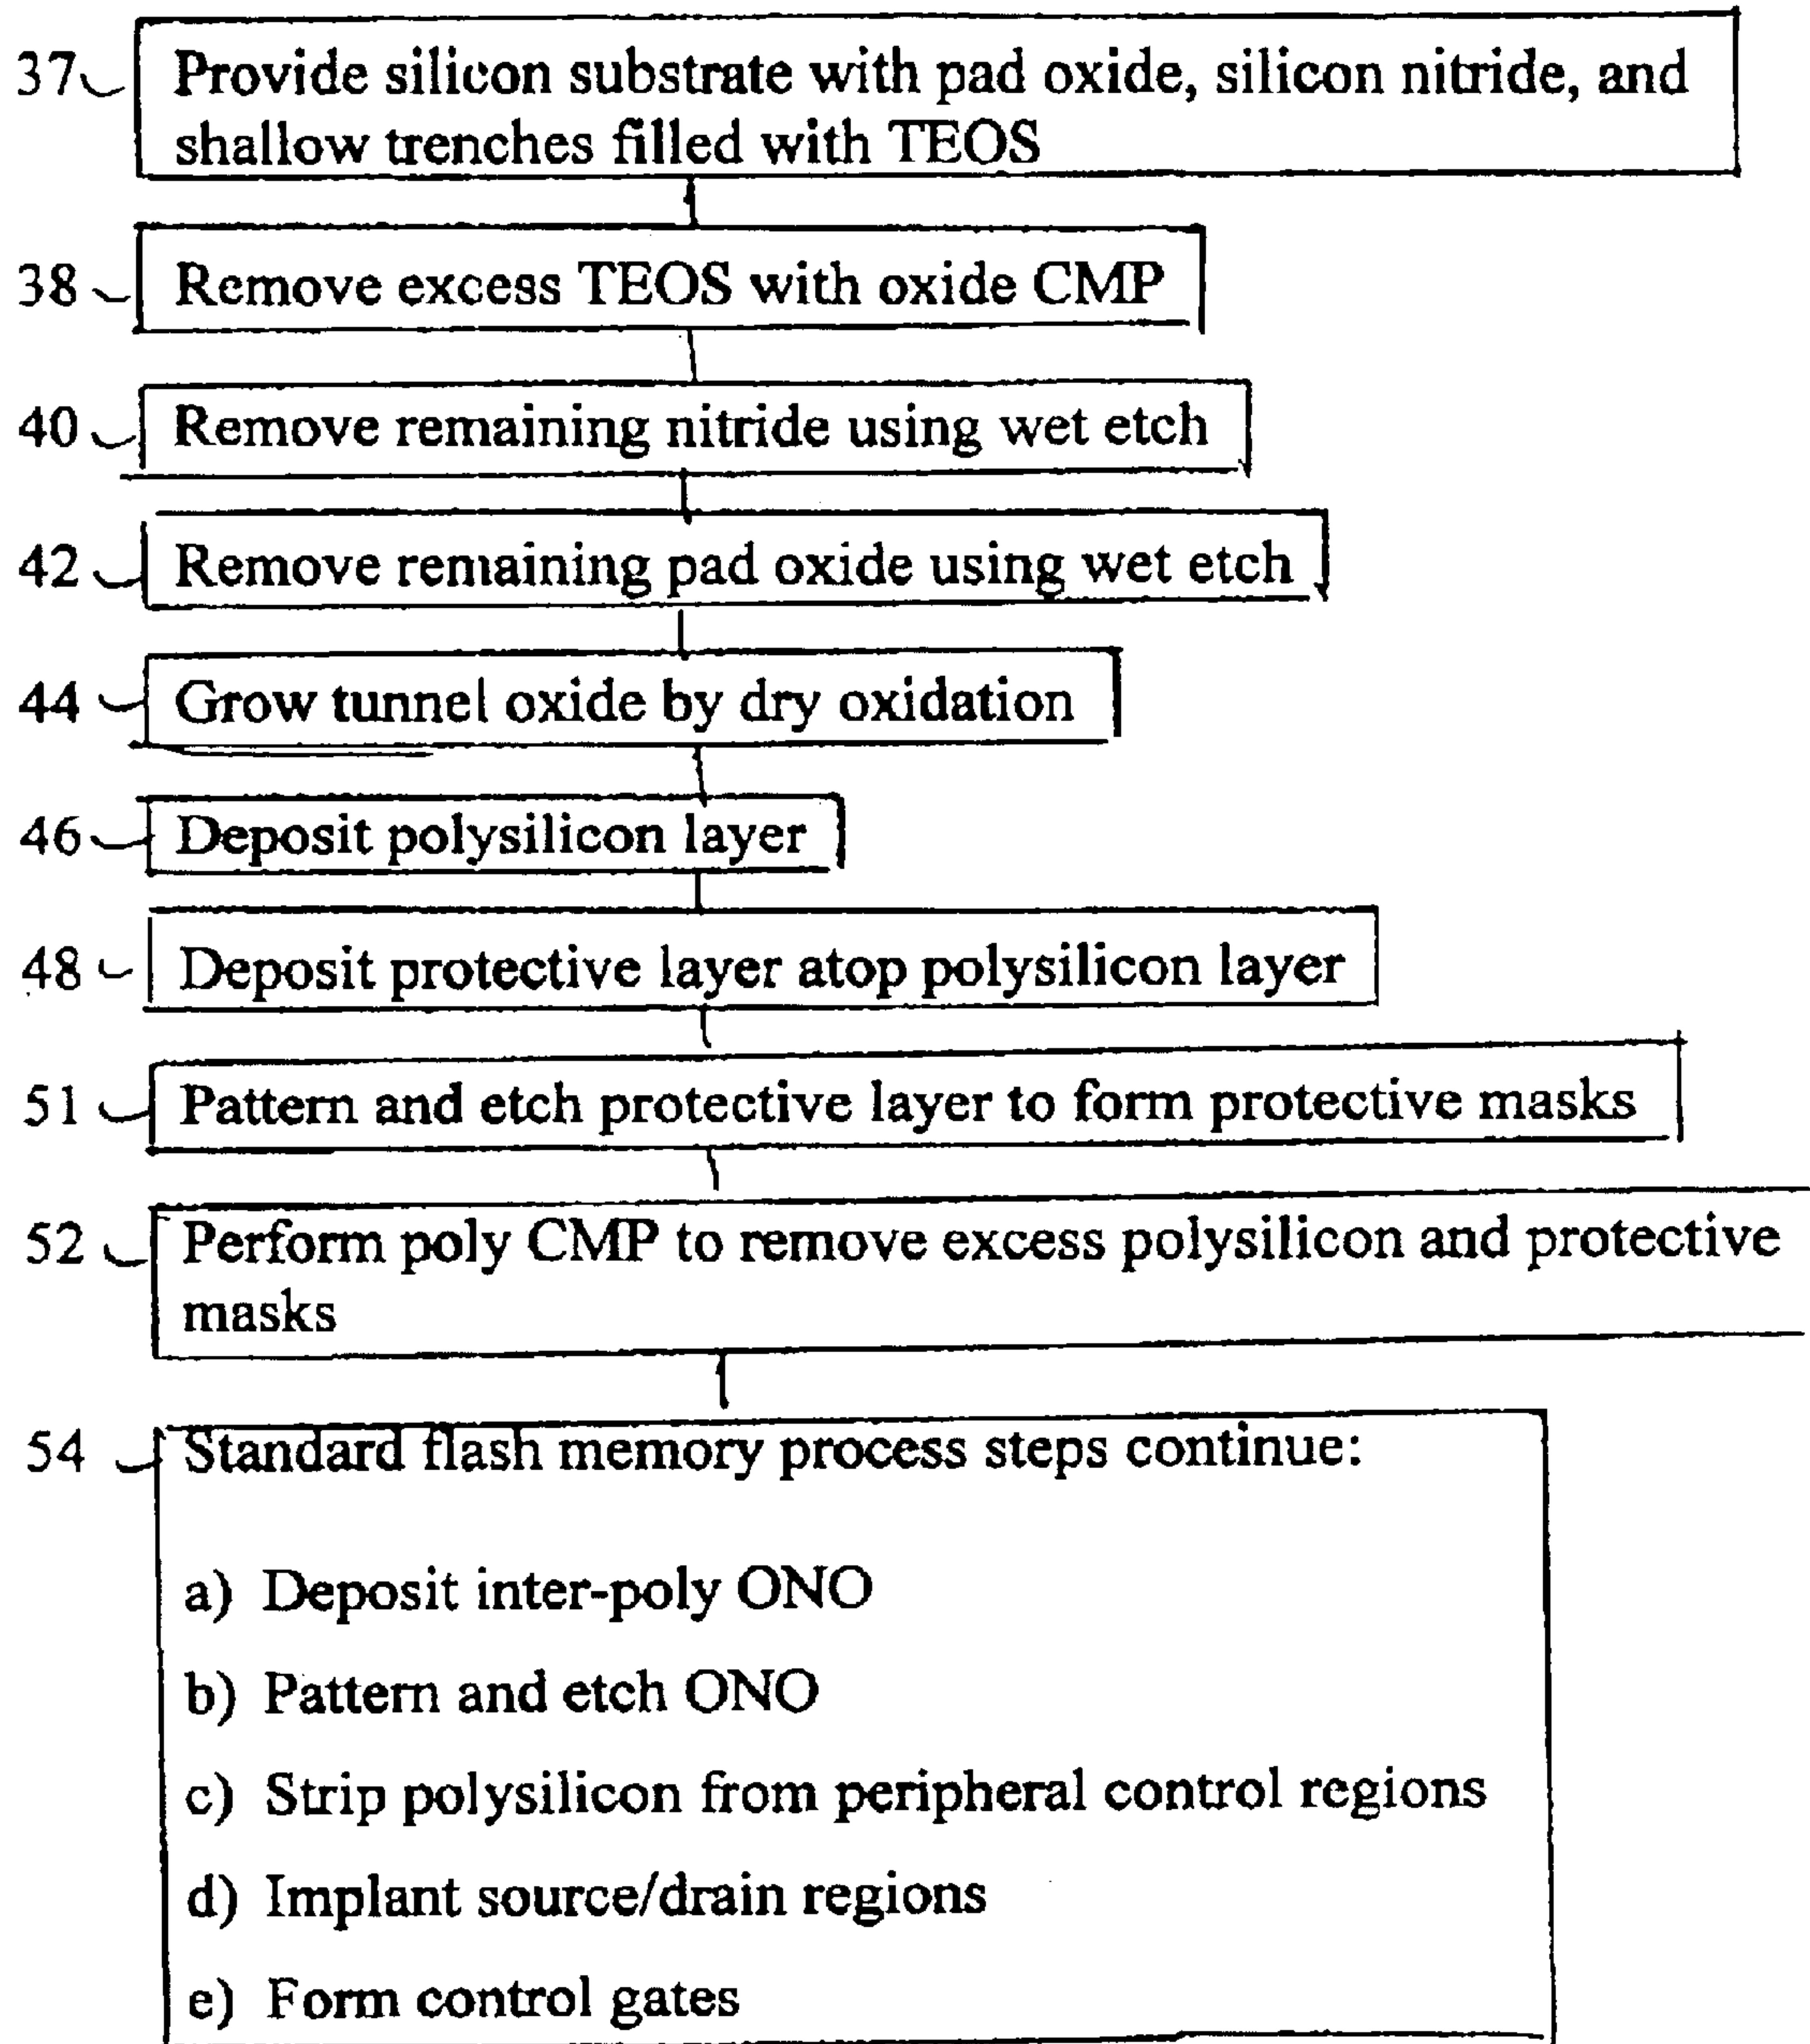 37 Provide silicon substrate with pad oxide, silicon nitride, and
shallow trenches filled with TEOS
38 Remove excess TEOS with oxide CMP
40 Remove remaining nitride using wet etch
42 Remove remaining pad oxide using wet etch
44 Grow tunnel oxide by dry oxidation
46 Deposit polysilicon layer
48 Deposit protective layer atop polysilicon layer
51 Pattern and etch protective layer to form protective masks
52 Perform poly CMP to remove excess polysilicon and protective
masks
54 Standard flash memory process steps continue:
a) Deposit inter-poly ONO
b) Pattern and etch ONO
c) Strip polysilicon from peripheral control regions
d) Implant source/drain regions
e) Form control gates